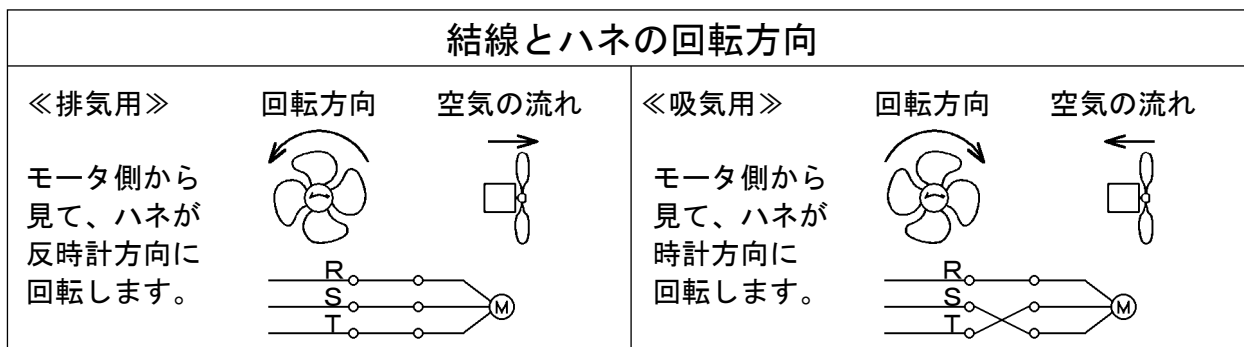 結線とハネの回転方向
≪排気用≫
回転方向
空気の流れ
モータ側から
見て、ハネが
反時計方向に
回転します。
R
S
T
M
≪吸気用≫
回転方向
空気の流れ
モータ側から
見て、ハネが
時計方向に
回転します。
R
S
T
M